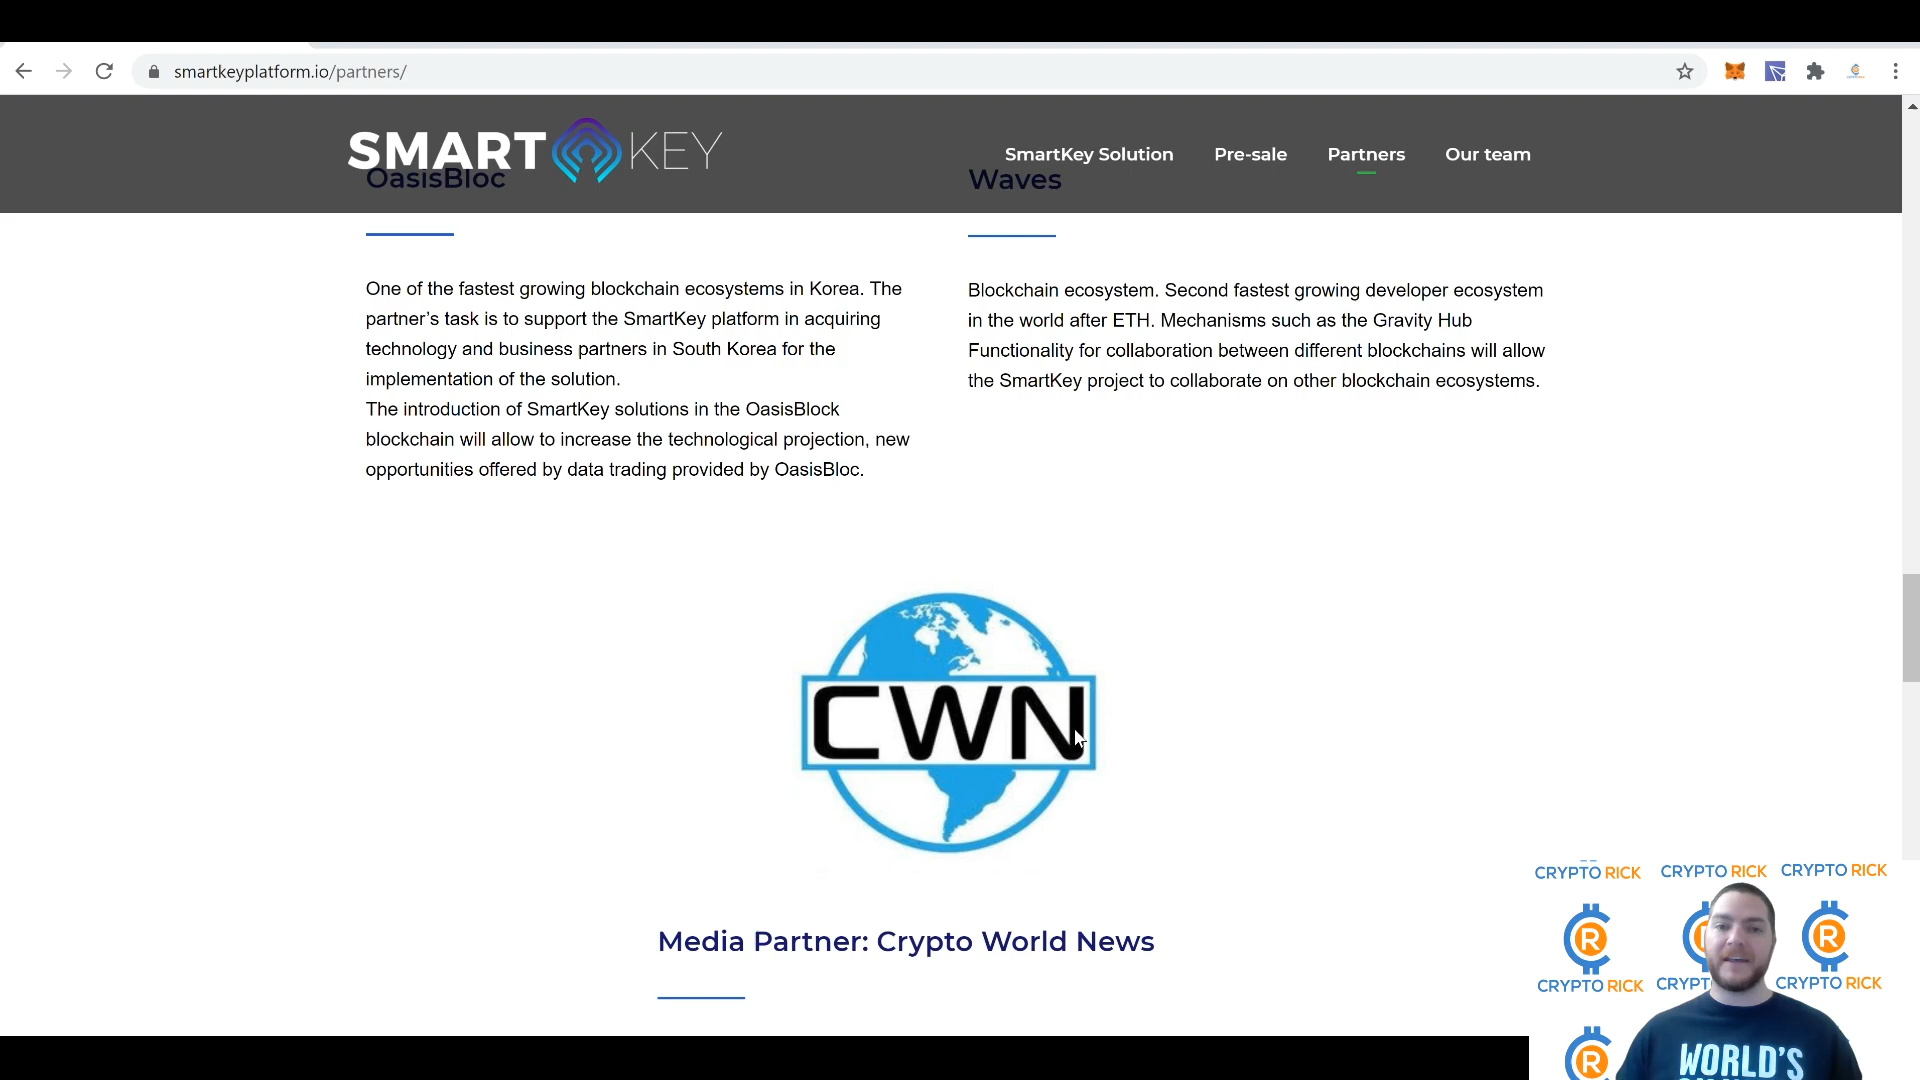 smartkeyplatform.io/partners/
SMART KEY
SmartKey Solution
Pre-sale
Partners
Our team
OasisBloc
One of the fastest growing blockchain ecosystems in Korea. The
partner’s task is to support the SmartKey platform in acquiring
technology and business partners in South Korea for the
implementation of the solution.
The introduction of SmartKey solutions in the OasisBlock
blockchain will allow to increase the technological projection, new
opportunities offered by data trading provided by OasisBloc.
Waves
Blockchain ecosystem. Second fastest growing developer ecosystem
in the world after ETH. Mechanisms such as the Gravity Hub
Functionality for collaboration between different blockchains will allow
the SmartKey project to collaborate on other blockchain ecosystems.
CWN
Media Partner: Crypto World News
CRYPTO RICK
CRYPTO RICK
CRYPTO RICK
R
R
CRYPTO RICK
CRYPT
CRYPTO RICK
R
WORLD'S